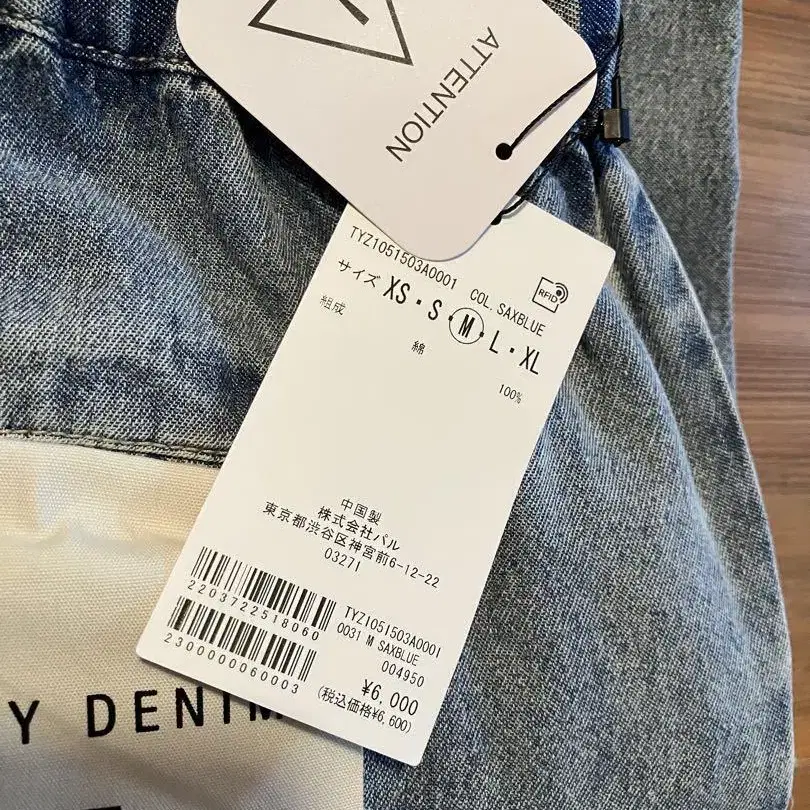 ATTENTION
TYZ1051503A0001 COL. SAXBLUE
RFID
サイズ XS・S・M・L・XL
組成
綿
100%
中国製
株式会社パル
東京都渋谷区神宮前6-12-22
03271
2203722518060
2300000060003
TYZ1051503A0001
0031 M SAXBLUE
004950
¥6,000
(税込価格¥6,600)
Y DENIM